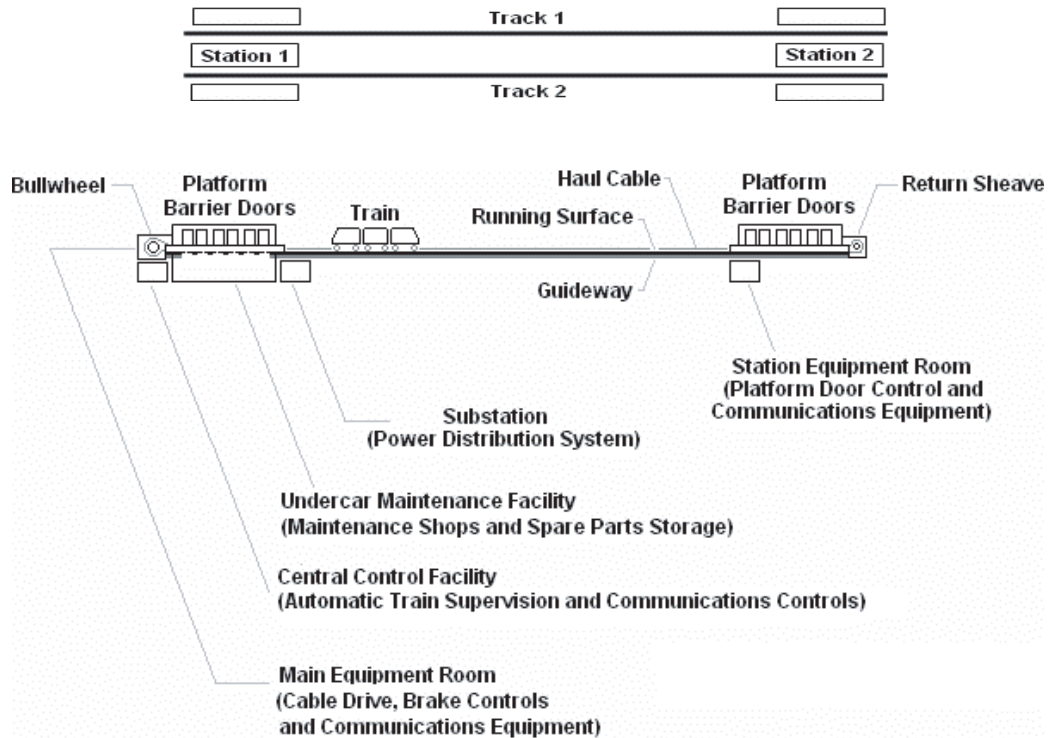 Track 1
Station 1
Station 2
Track 2
Bullwheel
Platform
Barrier Doors
Train
Haul Cable
Running Surface
Platform
Barrier Doors
Return Sheave
Guideway
Station Equipment Room
(Platform Door Control and
Communications Equipment)
Substation
(Power Distribution System)
Undercar Maintenance Facility
(Maintenance Shops and Spare Parts Storage)
Central Control Facility
(Automatic Train Supervision and Communications Controls)
Main Equipment Room
(Cable Drive, Brake Controls
and Communications Equipment)